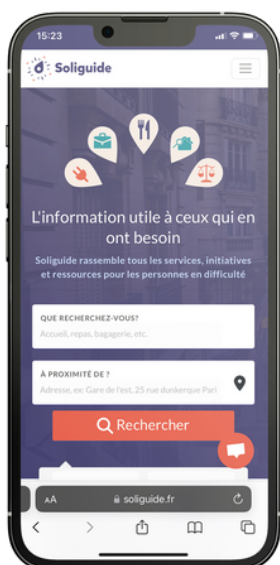 15:23
Soliguide
L'information utile à ceux qui en
ont besoin
Soliguide rassemble tous les services, initiatives
et ressources pour les personnes en difficulté
QUE RECHERCHEZ-VOUS?
Accueil, repas, bagagerie, etc.
À PROXIMITÉ DE ?
Adresse, ex: Gare de l'est, 25 rue dunkerque Pari
Rechercher
AA
soliguide.fr